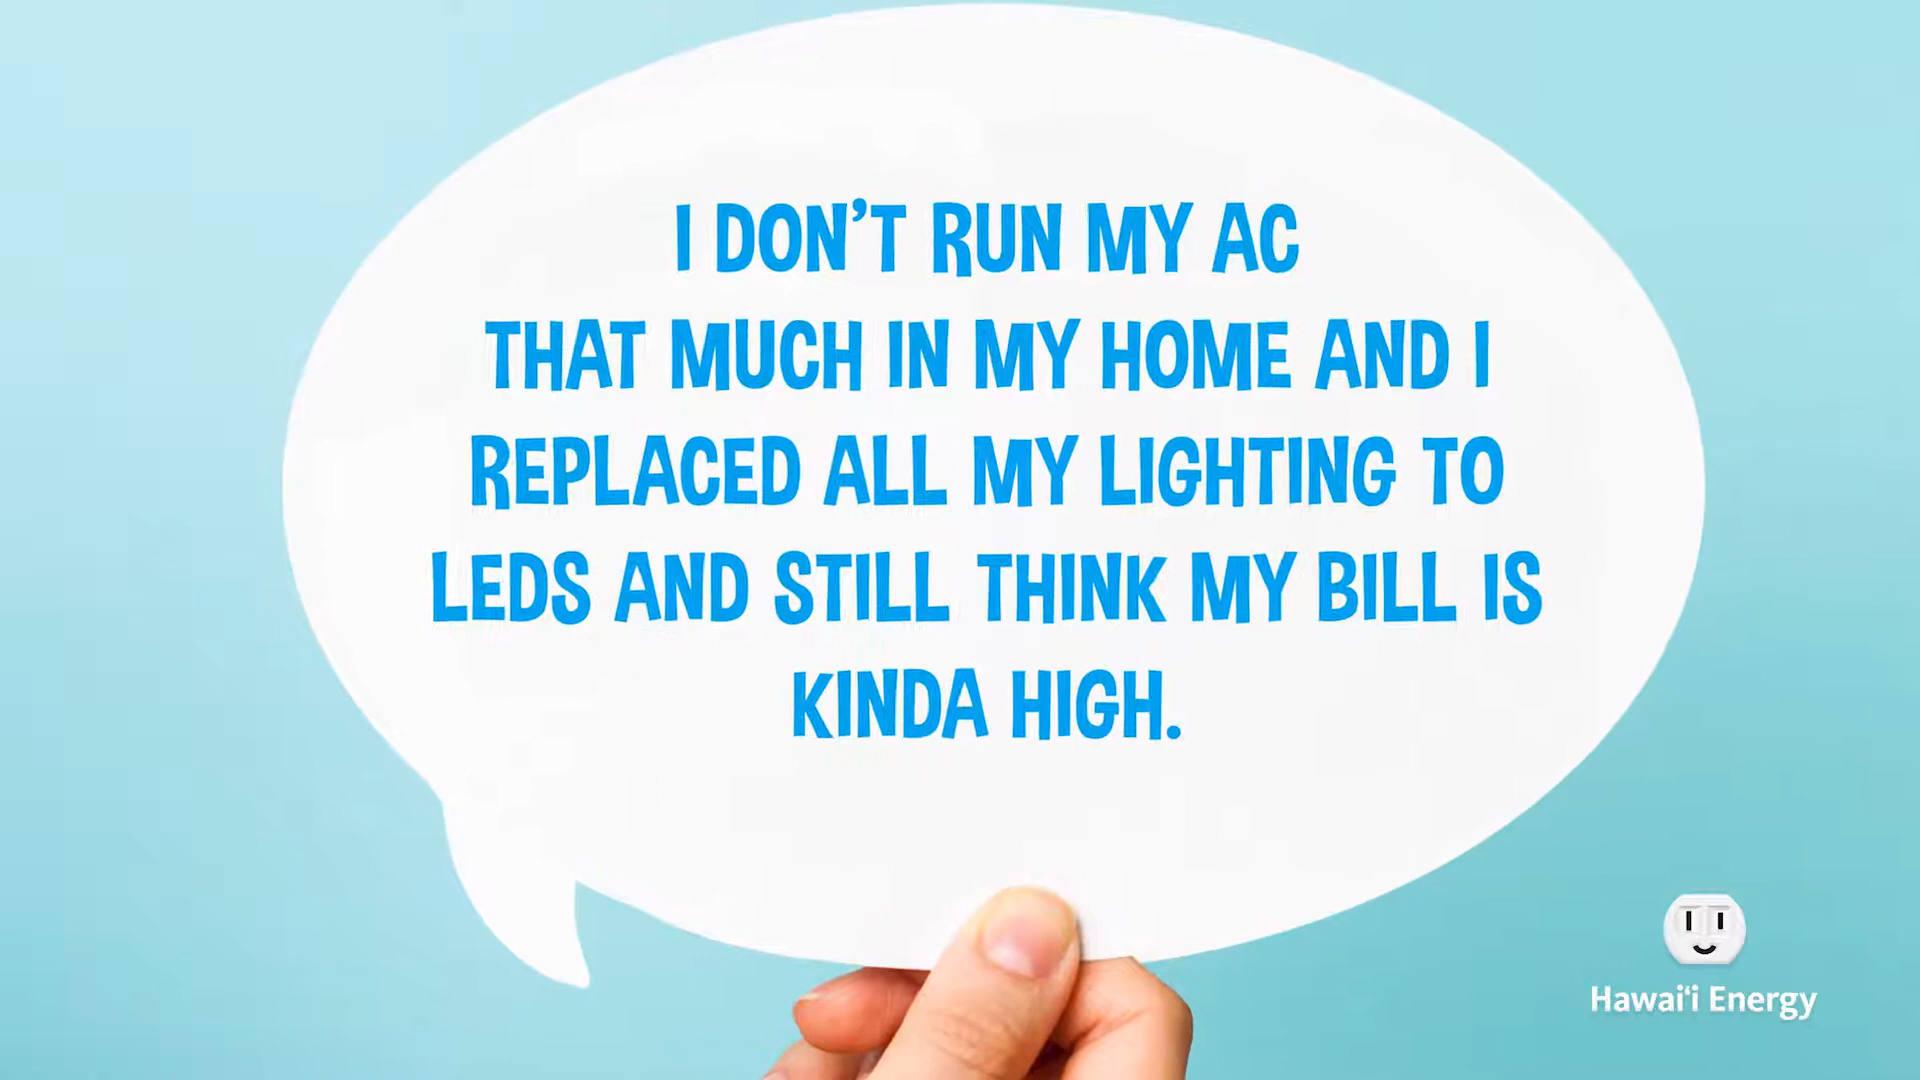 I DON'T RUN MY AC
THAT MUCH IN MY HOME AND I
REPLACED ALL MY LIGHTING TO
LEDS AND STILL THINK MY BILL IS
KINDA HIGH.
Hawai‘i Energy